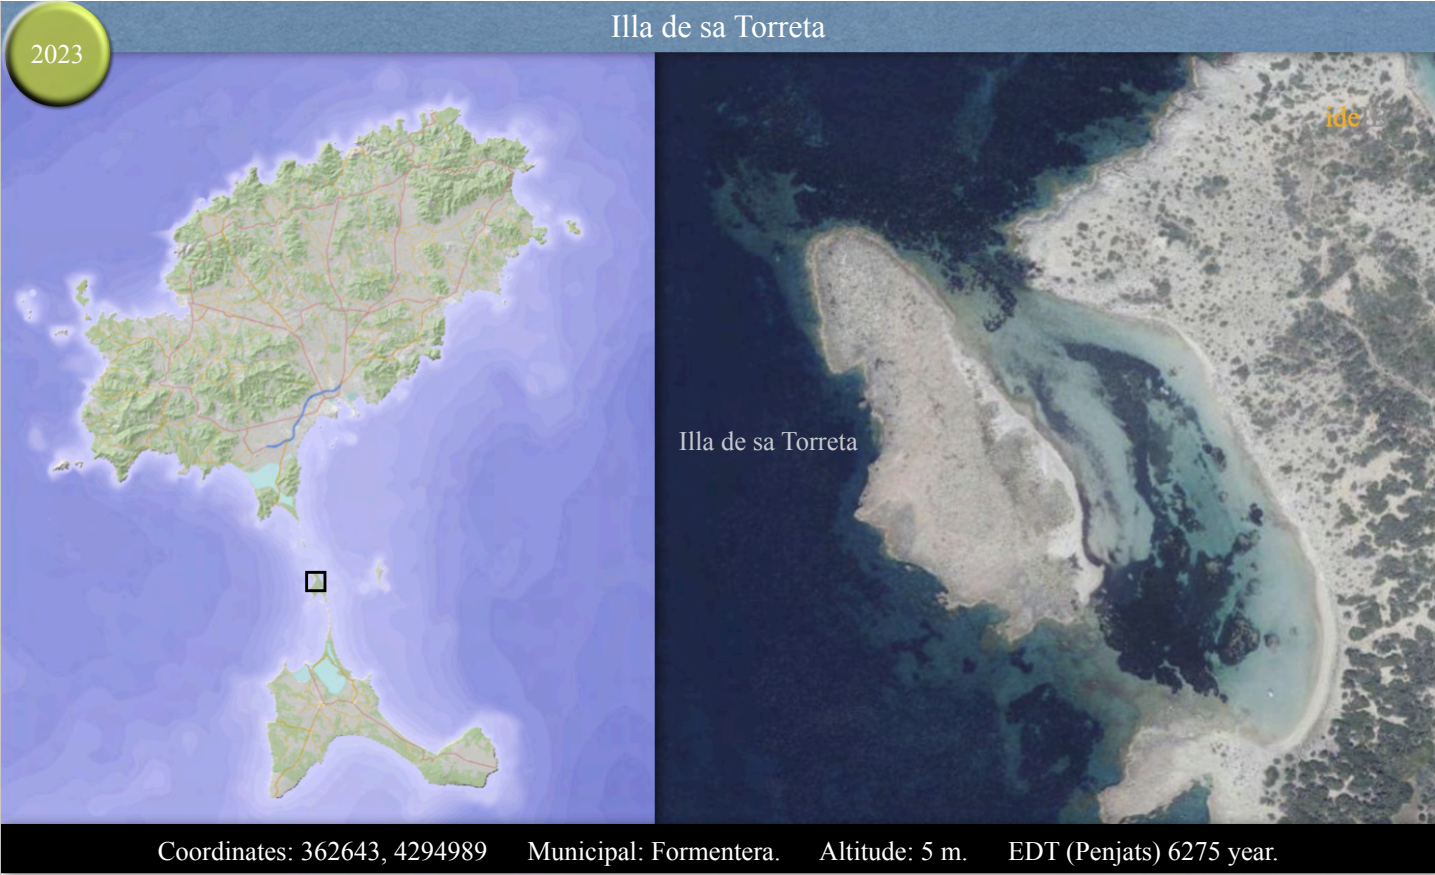 Illa de sa Torreta
2023
ide
Illa de sa Torreta
Coordinates: 362643, 4294989 Municipal: Formentera. Altitude: 5 m. EDT (Penjats) 6275 year.